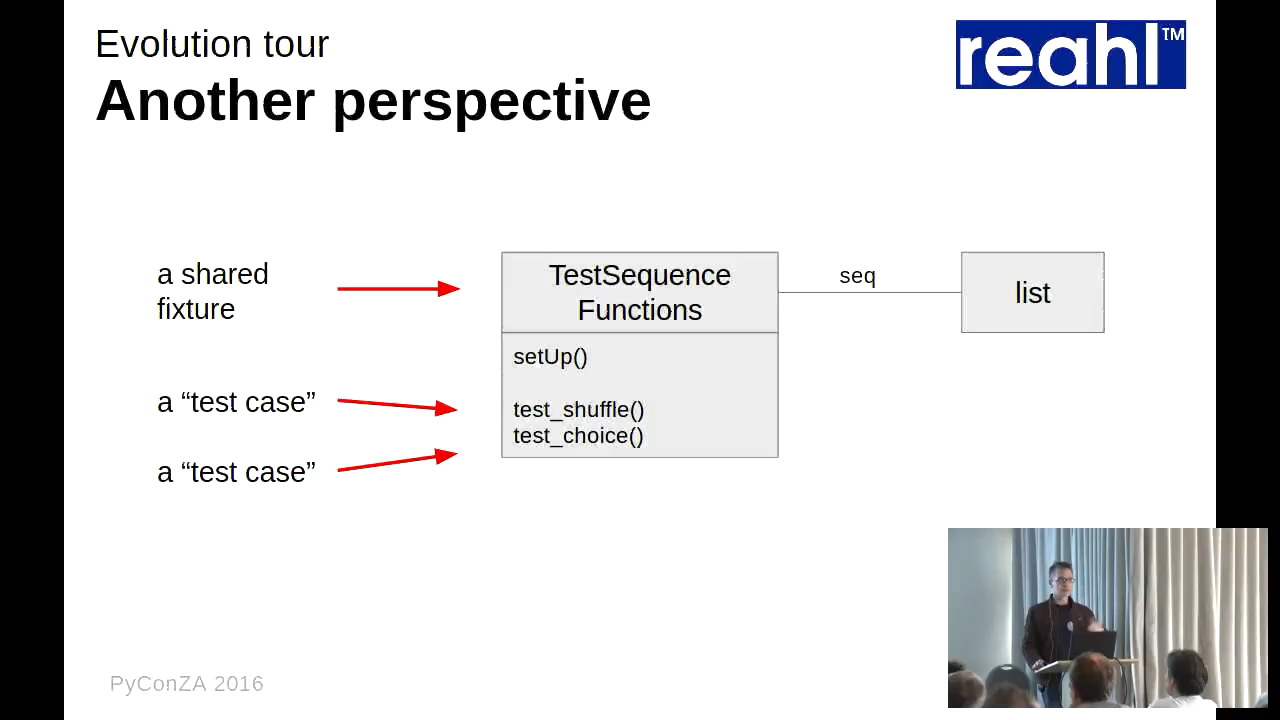 Evolution tour
Another perspective
reahl™
a shared
fixture
TestSequence
Functions
seq
list
setUp()
a “test case”
test_shuffle()
test_choice()
a “test case”
PyConZA 2016